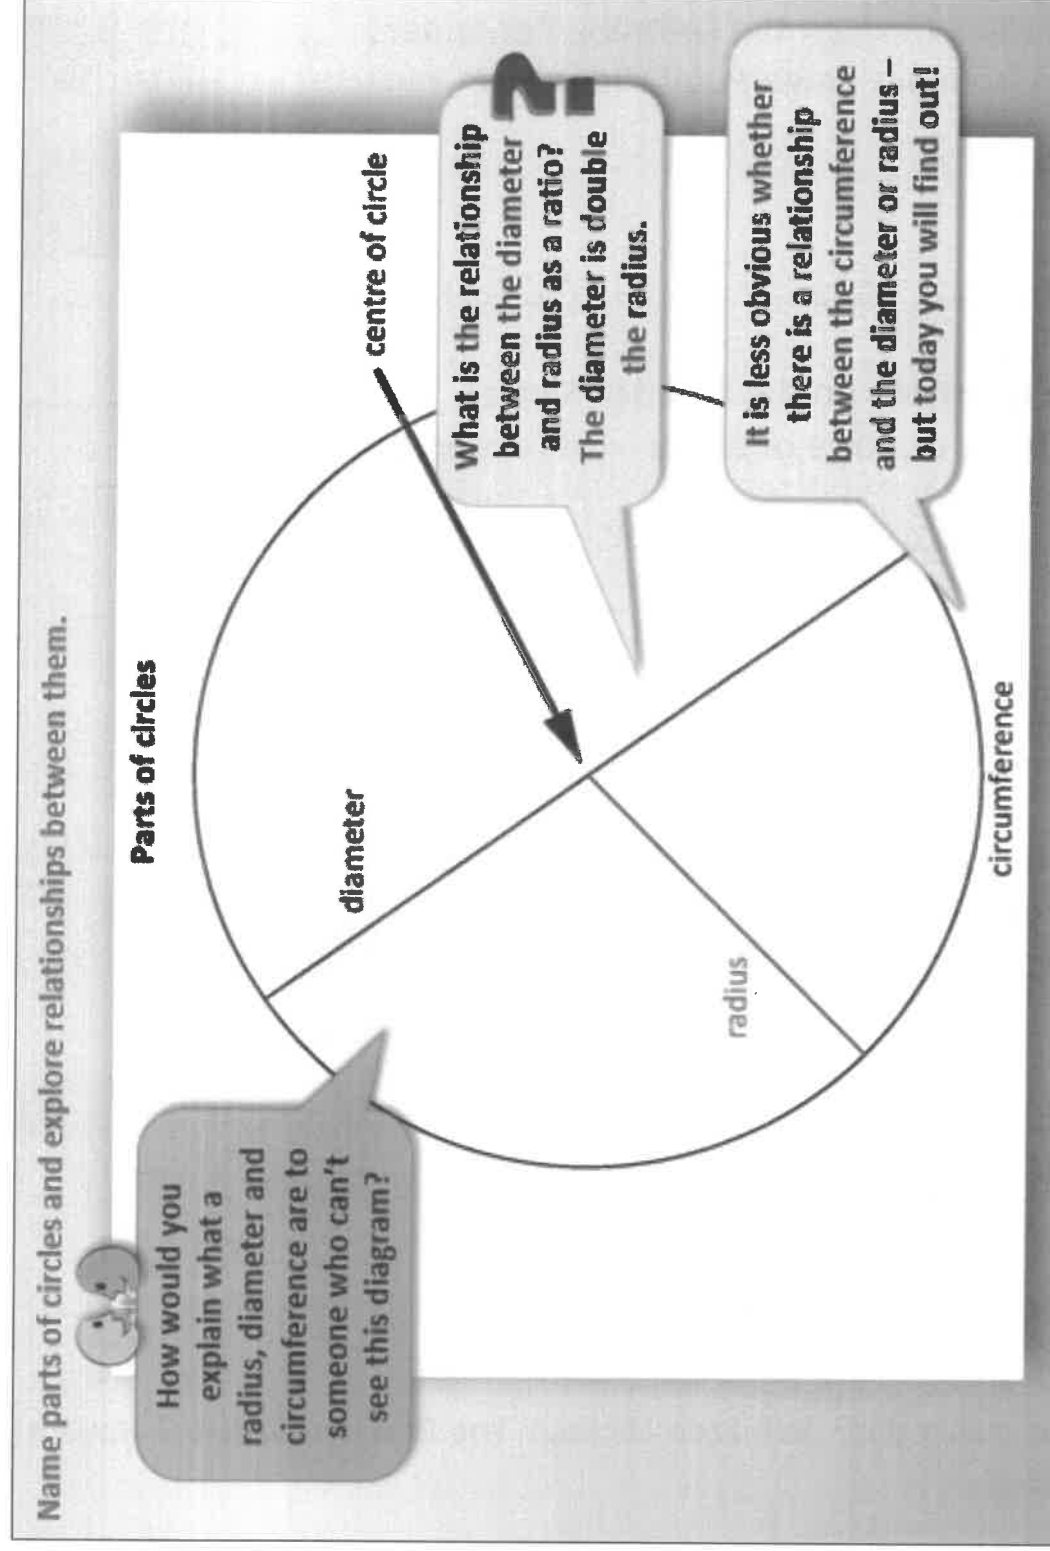 Name parts of circles and explore relationships between them.
Parts of circles
How would you
explain what a
radius, diameter and
circumference are to
someone who can't
see this diagram?
diameter
centre of circle
What is the relationship
between the diameter
and radius as a ratio?
The diameter is double
the radius.
?
radius
It is less obvious whether
there is a relationship
between the circumference
and the diameter or radius –
but today you will find out!
circumference